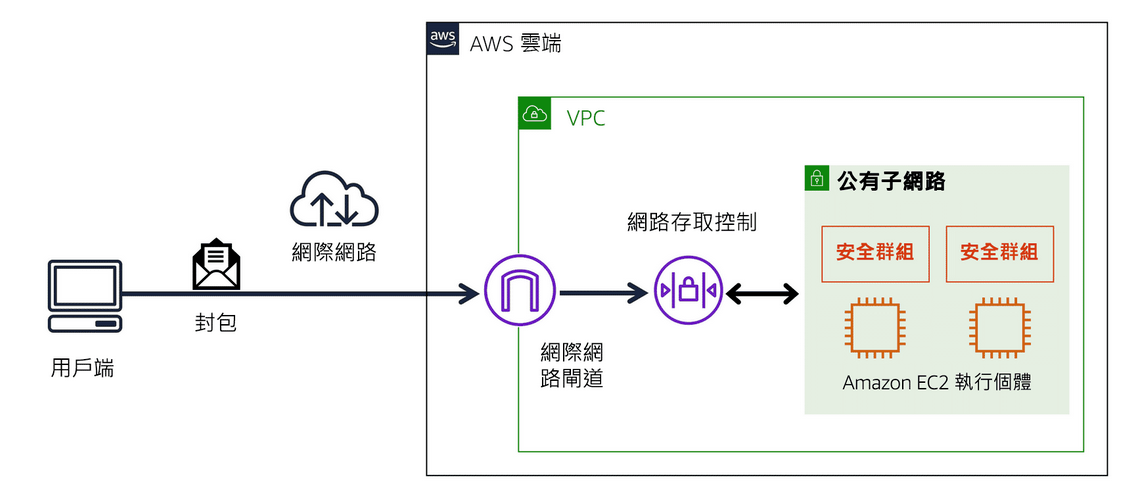 aws
AWS 雲端
VPC
公有子網路
網路存取控制
安全群組
安全群組
網際網路
封包
用戶端
網際網
路閘道
Amazon EC2 執行個體